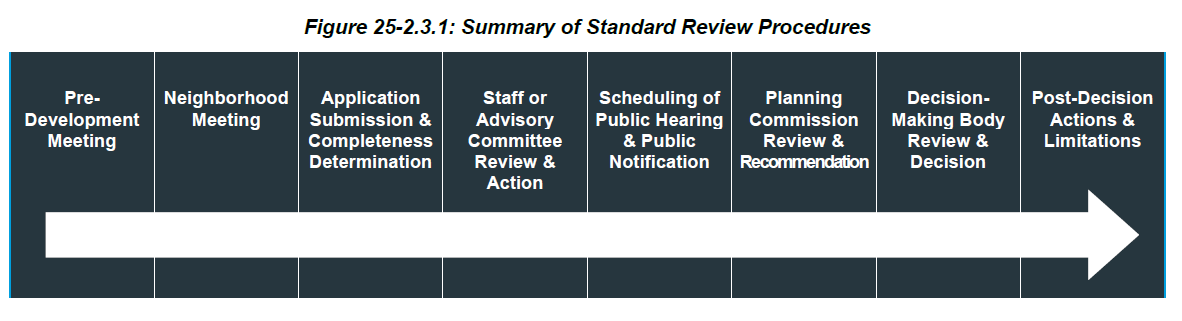 Figure 25-2.3.1: Summary of Standard Review Procedures
Pre-
Development
Meeting
Neighborhood
Meeting
Application
Submission &
Completeness
Determination
Staff or
Advisory
Committee
Review &
Action
Scheduling of
Public Hearing
& Public
Notification
Planning
Commission
Review &
Recommendation
Decision-
Making Body
Review &
Decision
Post-Decision
Actions &
Limitations